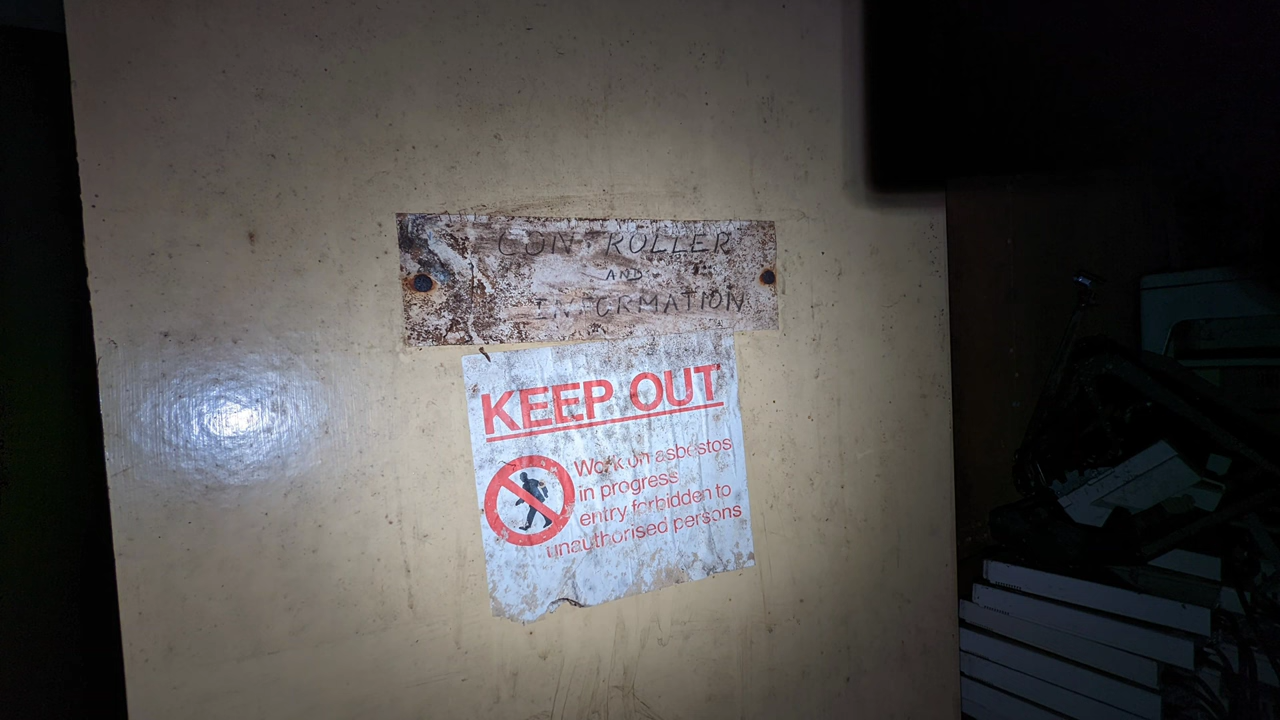 CONTROLLER
AND
INFORMATION
KEEP OUT
Work on asbestos
in progress
entry forbidden to
unauthorised persons